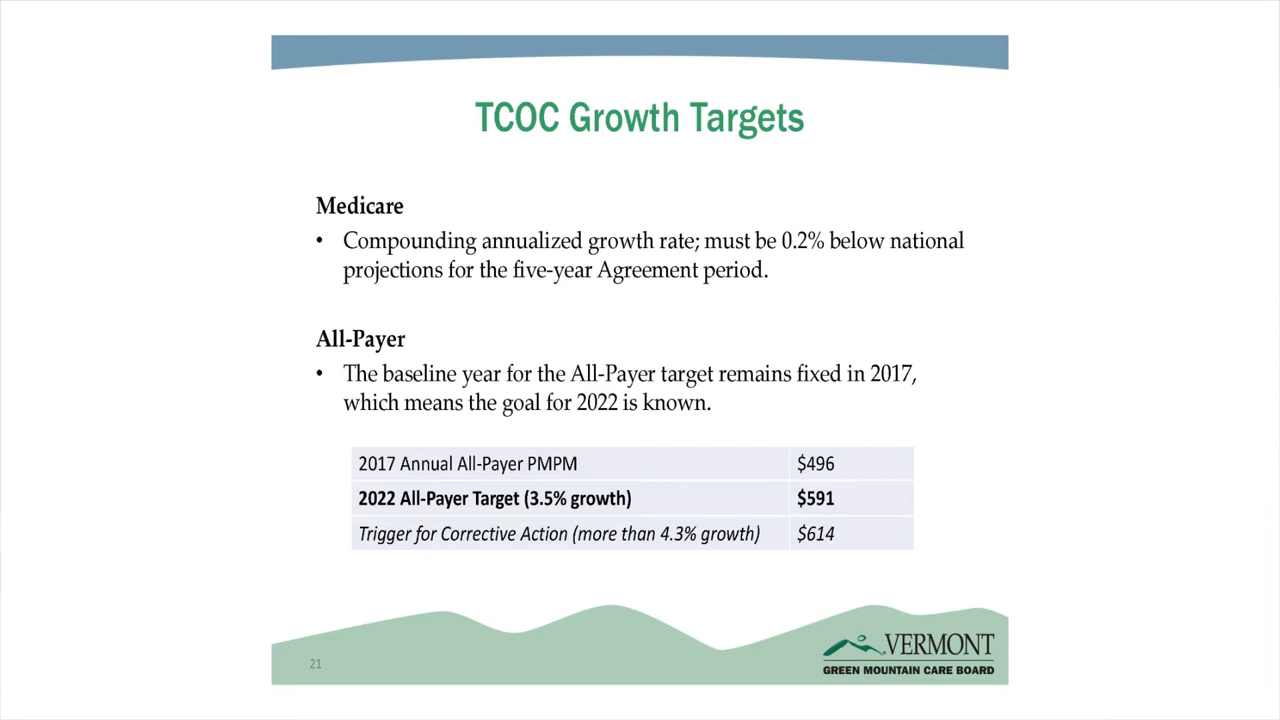 TCOC Growth Targets
Medicare
• Compounding annualized growth rate; must be 0.2% below national
projections for the five-year Agreement period.
All-Payer
• The baseline year for the All-Payer target remains fixed in 2017,
which means the goal for 2022 is known.
2017 Annual All-Payer PMPM $496
2022 All-Payer Target (3.5% growth) $591
Trigger for Corrective Action (more than 4.3% growth) $614
21
VERMONT
GREEN MOUNTAIN CARE BOARD